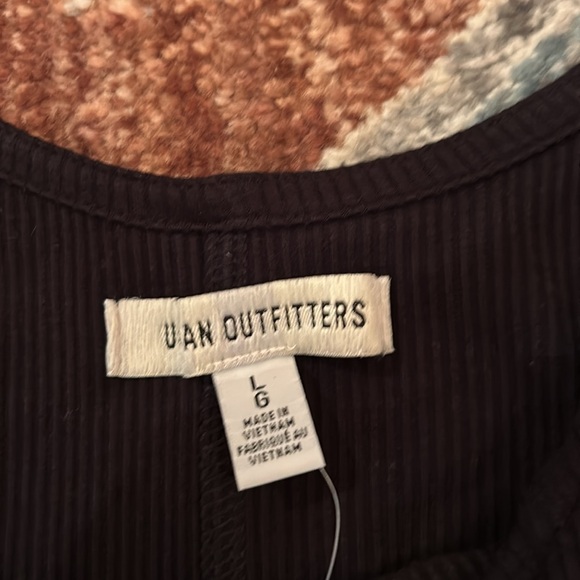 UAN OUTFITTERS
L
G
MADE IN
VIETNAM
FABRIQUÉ AU
VIETNAM